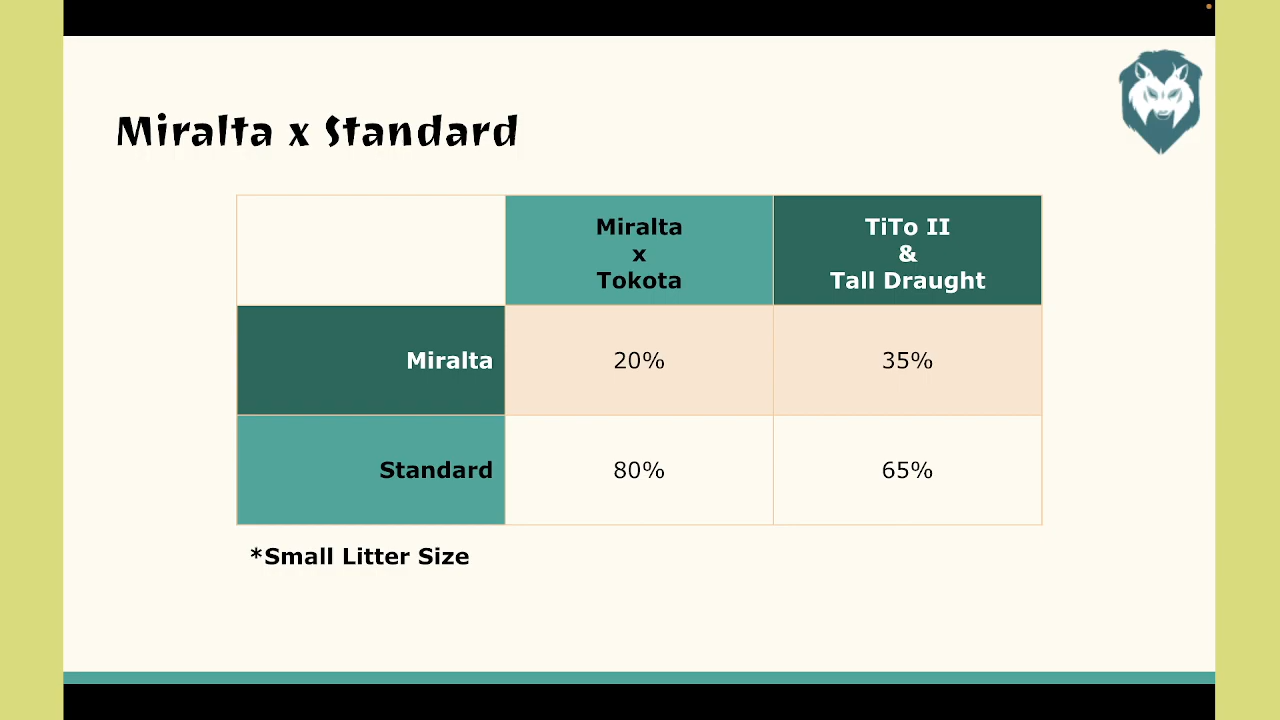 Miralta x Standard
Miralta
x
Tokota
TiTo II
&
Tall Draught
Miralta
20%
35%
Standard
80%
65%
*Small Litter Size